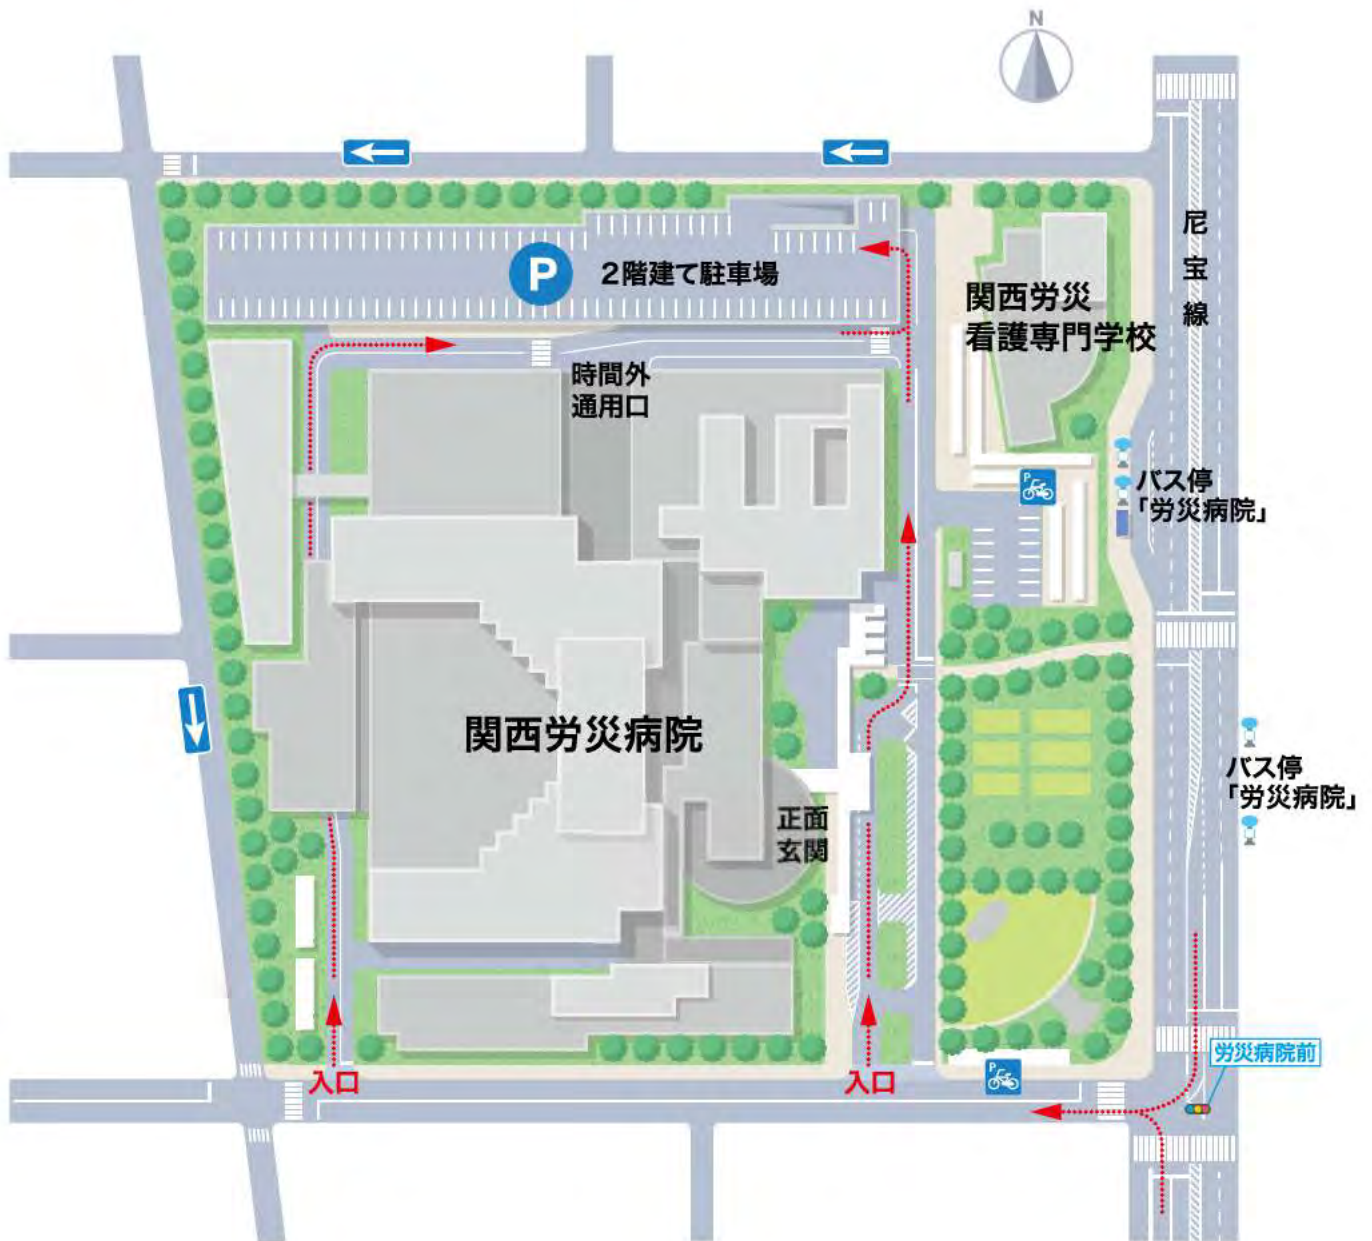 N
尼宝線
P
2階建て駐車場
関西労災
看護専門学校
時間外
通用口
P
バス停
「労災病院」
関西労災病院
バス停
「労災病院」
正面
玄関
労災病院前
入口
入口
P